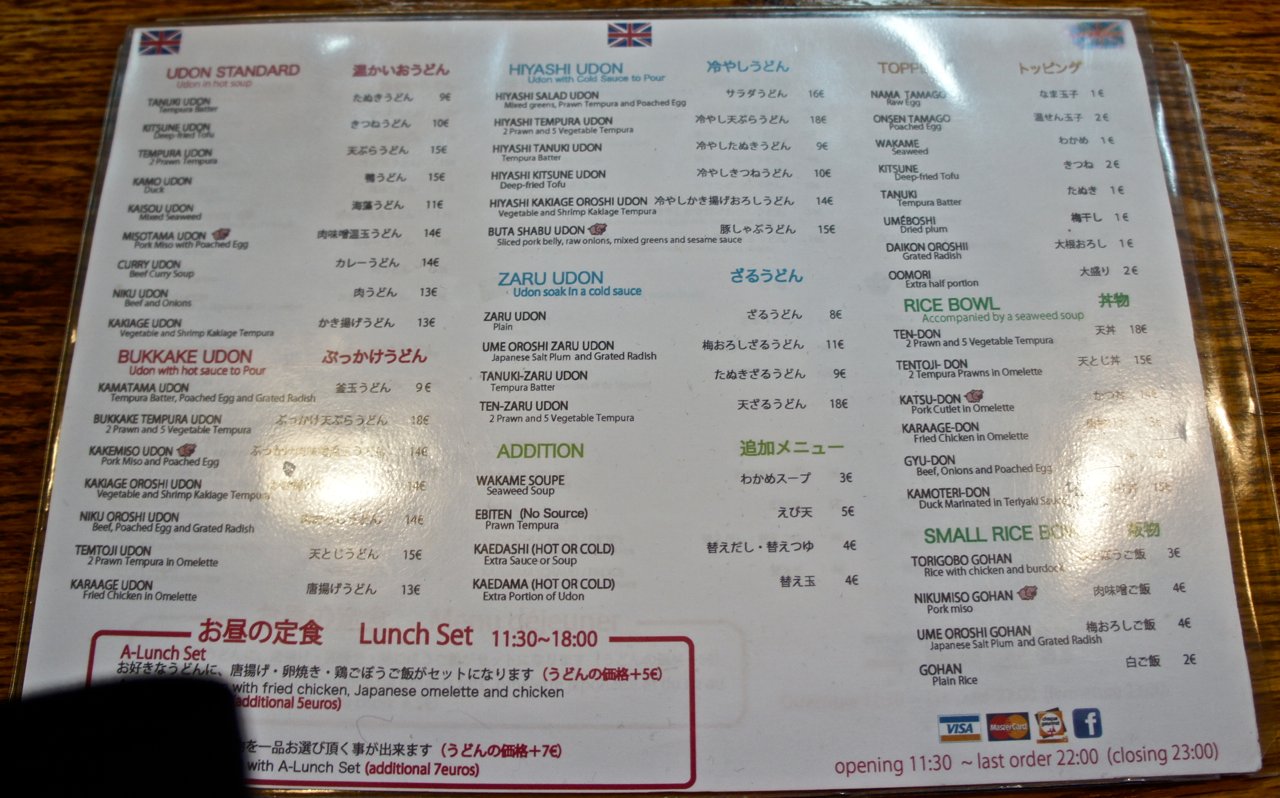 UDON STANDARD 温かいおうどん
Udon in hot soup
TANUKI UDON たぬきうどん 9€
Tempura Batter
KITSUNE UDON きつねうどん 10€
Deep-fried Tofu
TEMPURA UDON 天ぷらうどん 15€
2 Prawn Tempura
KAMO UDON 鴨うどん 15€
Duck
KAISOU UDON 海藻うどん 11€
Mixed Seaweed
MISOTAMA UDON 肉味噌温玉うどん 14€
Pork Miso with Poached Egg
CURRY UDON カレーうどん 14€
Beef Curry Soup
NIKU UDON 肉うどん 13€
Beef and Onions
KAKIAGE UDON かき揚げうどん 13€
Vegetable and Shrimp Kakiage Tempura
BUKKAKE UDON ぶっかけうどん
Udon with hot sauce to Pour
KAMATAMA UDON 釜玉うどん 9€
Tempura Batter, Poached Egg and Grated Radish
BUKKAKE TEMPURA UDON ぶっかけ天ぷらうどん 18€
2 Prawn and 5 Vegetable Tempura
KAKEMISO UDON 14€
Pork Miso and Poached Egg
KAKIAGE OROSHI UDON 14€
Vegetable and Shrimp Kakiage Tempura
NIKU OROSHI UDON 14€
Beef, Poached Egg and Grated Radish
TEMTOJI UDON 天とじうどん 15€
2 Prawn Tempura in Omelette
KARAAGE UDON 唐揚げうどん 13€
Fried Chicken in Omelette
HIYASHI UDON 冷やしうどん
Udon with Cold Sauce to Pour
HIYASHI SALAD UDON サラダうどん 16€
Mixed greens, Prawn Tempura and Poached Egg
HIYASHI TEMPURA UDON 冷やし天ぷらうどん 18€
2 Prawn and 5 Vegetable Tempura
HIYASHI TANUKI UDON 冷やしたぬきうどん 9€
Tempura Batter
HIYASHI KITSUNE UDON 冷やしきつねうどん 10€
Deep-fried Tofu
HIYASHI KAKIAGE OROSHI UDON 冷やしかき揚げおろしうどん 14€
Vegetable and Shrimp Kakiage Tempura
BUTA SHABU UDON 豚しゃぶうどん 15€
Sliced pork belly, raw onions, mixed greens and sesame sauce
ZARU UDON ざるうどん
Udon soak in a cold sauce
ZARU UDON ざるうどん 8€
Plain
UME OROSHI ZARU UDON 梅おろしざるうどん 11€
Japanese Salt Plum and Grated Radish
TANUKI-ZARU UDON たぬきざるうどん 9€
Tempura Batter
TEN-ZARU UDON 天ざるうどん 18€
2 Prawn and 5 Vegetable Tempura
ADDITION 追加メニュー
WAKAME SOUPE わかめスープ 3€
Seaweed Soup
EBITEN (No Source) えび天 5€
Prawn Tempura
KAEDASHI (HOT OR COLD) 替えだし・替えつゆ 4€
Extra Sauce or Soup
KAEDAMA (HOT OR COLD) 替え玉 4€
Extra Portion of Udon
トッピング
NAMA TAMAGO なま玉子 1€
Raw Egg
ONSEN TAMAGO 温せん玉子 2€
Poached Egg
WAKAME わかめ 1€
Seaweed
KITSUNE きつね 2€
Deep-fried Tofu
TANUKI たぬき 1€
Tempura Batter
UMÉBOSHI 梅干し 1€
Dried plum
DAIKON OROSHII 大根おろし 1€
Grated Radish
OOMORI 大盛り 2€
Extra half portion
RICE BOWL 丼物
Accompanied by a seaweed soup
TEN-DON 天丼 18€
2 Prawn and 5 Vegetable Tempura
TENTOJI- DON 天とじ丼 15€
2 Tempura Prawns in Omelette
KATSU-DON かつ丼
Pork Cutlet in Omelette
KARAAGE-DON
Fried Chicken in Omelette
GYU-DON
Beef, Onions and Poached Egg
KAMOTERI-DON 15€
Duck Marinated in Teriyaki Sauce
SMALL RICE 飯物
TORIGOBO GOHAN ごぼうご飯 3€
Rice with chicken and burdock
NIKUMISO GOHAN 肉味噌ご飯 4€
Pork miso
UME OROSHI GOHAN 梅おろしご飯 4€
Japanese Salt Plum and Grated Radish
GOHAN 白ご飯 2€
Plain Rice
お昼の定食 Lunch Set 11:30~18:00
A-Lunch Set
お好きなうどんに、唐揚げ・卵焼き・鶏ごぼうご飯がセットになります (うどんの価格+5€)
with fried chicken, Japanese omelette and chicken
additional 5euros)
を一品お選び頂く事が出来ます (うどんの価格+7€)
with A-Lunch Set (additional 7euros)
VISA MasterCard
opening 11:30 ~ last order 22:00 (closing 23:00)